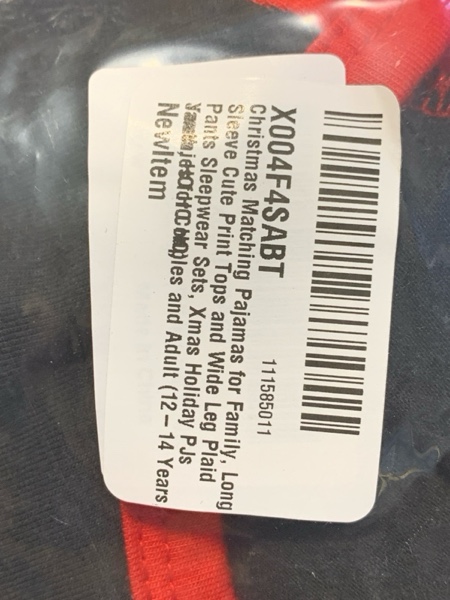 111585011
X004F4SABT
Christmas Matching Pajamas for Family, Long
Sleeve Cute Print Tops and Wide Leg Plaid
Pants Sleepwear Sets, Xmas Holiday PJs
and Adult (12 – 14 Years
NewItem